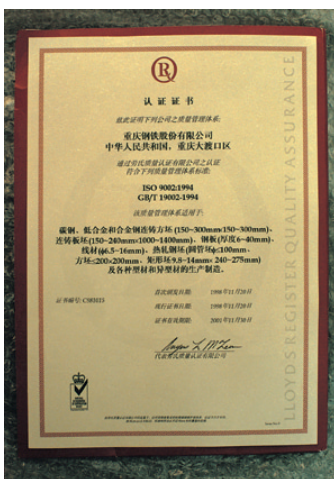 R
认 证 证 书
兹此证明下列公司之质量管理体系:
重庆钢铁股份有限公司
中华人民共和国,重庆大渡口区
通过劳氏质量认证有限公司之认证
符合下列质量管理体系标准:
ISO 9002:1994
GB/T 19002-1994
该质量管理体系适用于:
碳钢、低合金和合金钢连铸方坯 (150~300mm×150~300mm)、
连铸板坯(150~240mm×1000~1400mm)、钢板(厚度6~40mm)、
线材(φ6.5~16mm)、热轧钢坯(圆管坯φ≤100mm、
方坯≤200×200mm、矩形坯9.8~14mm× 240~275mm)
及各种型材和异型材的生产制造。
首次颁发日期: 1998年11月29日
证书编号:
现行证书日期: 1998年11月29日
证书有效期限: 2001年11月30日
代表劳氏质量认证有限公司
LLOYD'S REGISTER QUALITY ASSURANCE